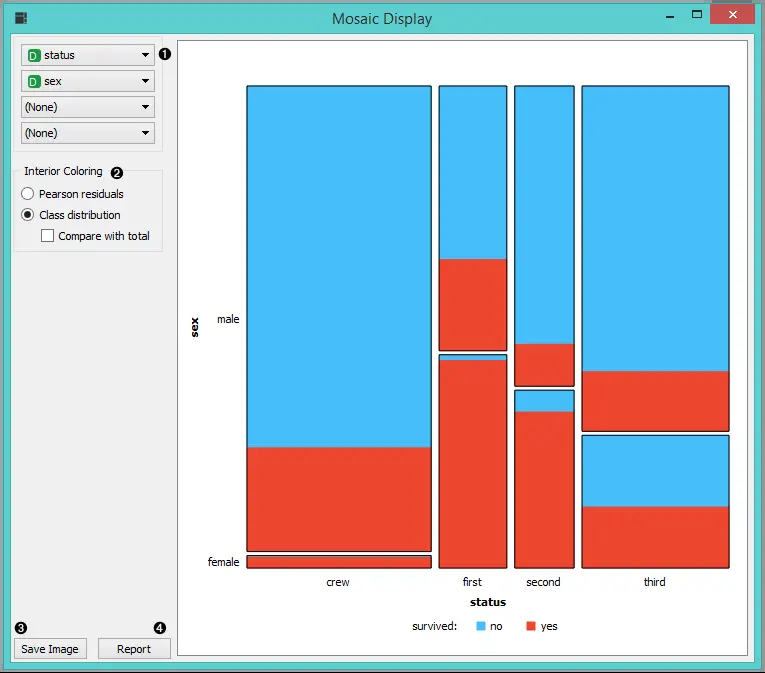 Mosaic Display
D status
1
D sex
(None)
(None)
Interior Coloring 2
Pearson residuals
Class distribution
Compare with total
3
4
Save Image
Report
sex
male
female
crew
first
second
third
status
survived: no yes